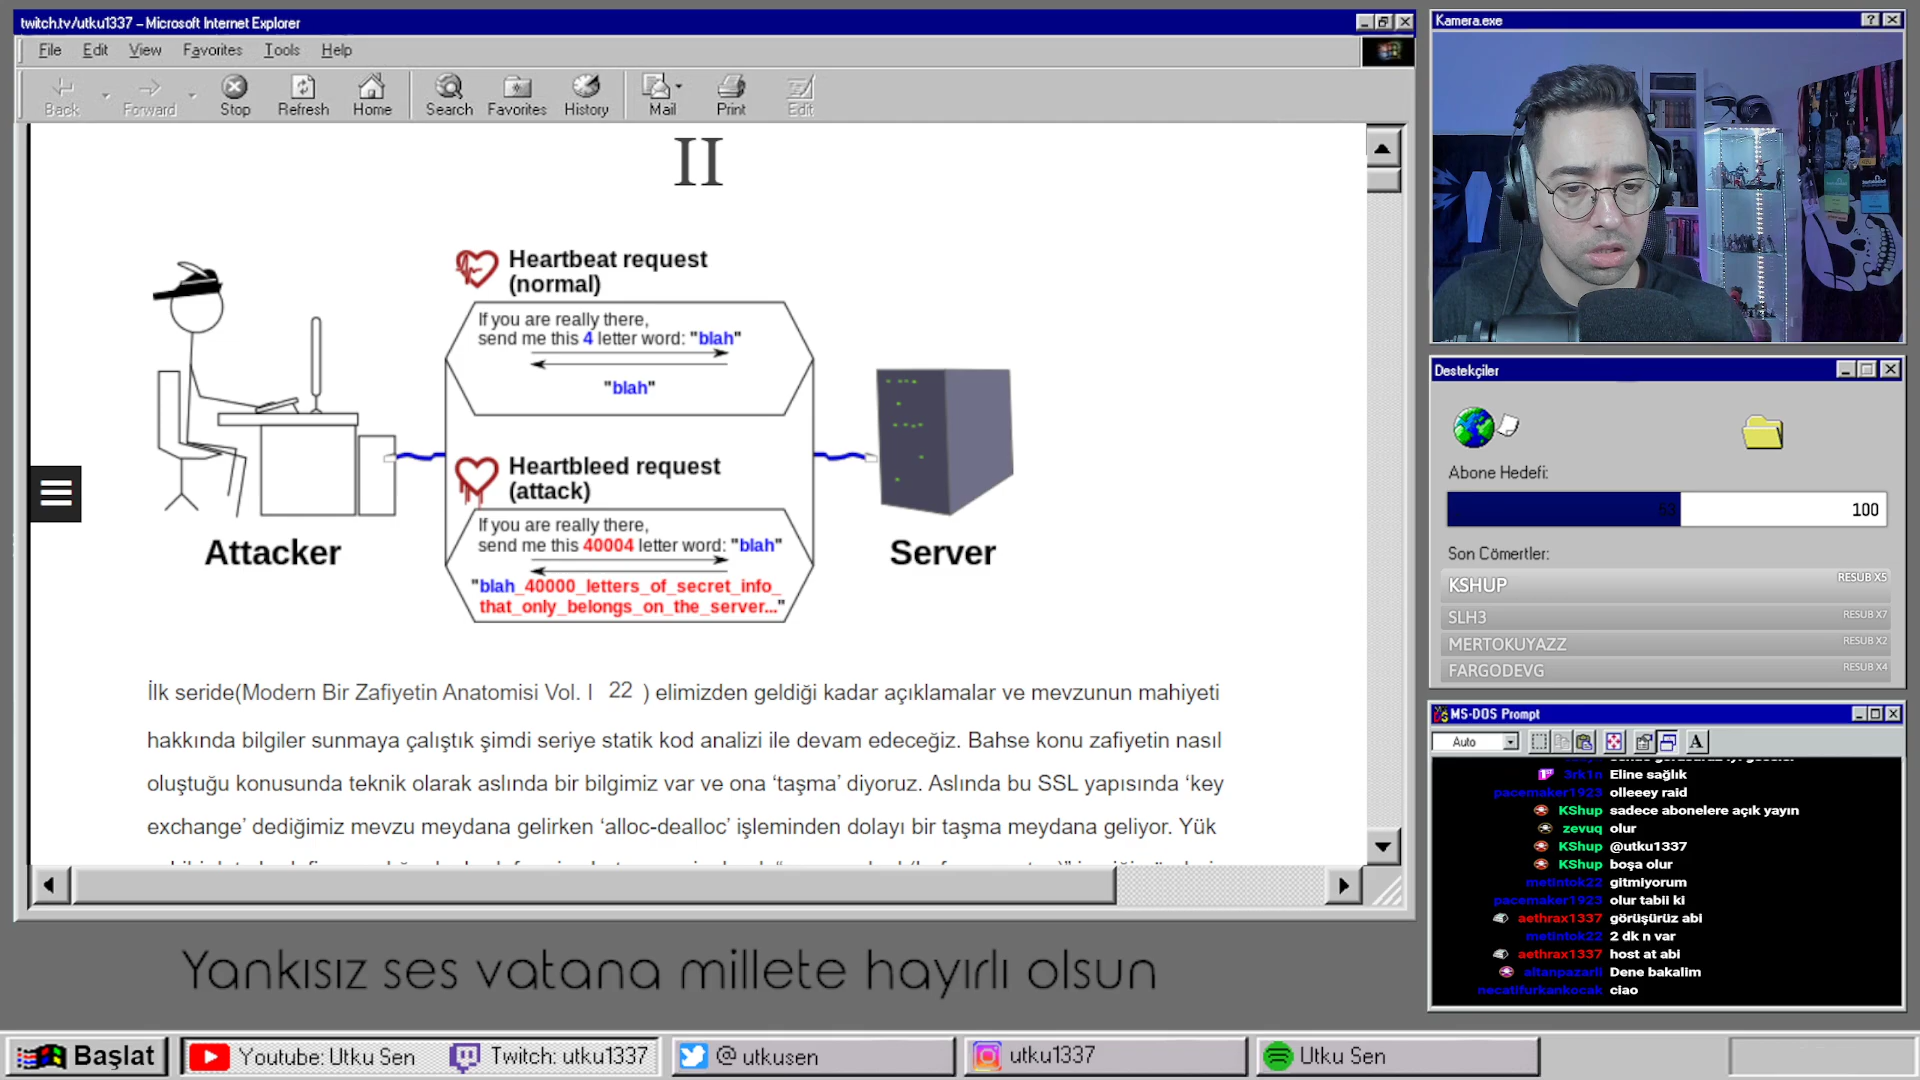 twitch.tv/utku1337 – Microsoft Internet Explorer
File Edit View Favorites Tools Help
Back Forward Stop Refresh Home Search Favorites History Mail Print Edit
II
Heartbeat request
(normal)
If you are really there,
send me this 4 letter word: "blah"
"blah"
Heartbleed request
(attack)
If you are really there,
send me this 40004 letter word: "blah"
"blah_40000_letters_of_secret_info_
that_only_belongs_on_the_server..."
Attacker
Server
İlk seride(Modern Bir Zafiyetin Anatomisi Vol. I 22 ) elimizden geldiği kadar açıklamalar ve mevzunun mahiyeti
hakkında bilgiler sunmaya çalıştık şimdi seriye statik kod analizi ile devam edeceğiz. Bahse konu zafiyetin nasıl
oluştuğu konusunda teknik olarak aslında bir bilgimiz var ve ona ‘taşma’ diyoruz. Aslında bu SSL yapısında ‘key
exchange’ dediğimiz mevzu meydana gelirken ‘alloc-dealloc’ işleminden dolayı bir taşma meydana geliyor. Yük
Yankısız ses vatana millete hayırlı olsun
Kamera.exe
Destekçiler
Abone Hedefi:
53 100
Son Cömertler:
KSHUP RESUB X5
SLH3 RESUB X7
MERTOKUYAZZ RESUB X2
FARGODEVG RESUB X4
MS-DOS Prompt
Auto
A
3rk1n Eline sağlık
pacemaker1923 olleeey raid
KShup sadece abonelere açık yayın
zevuq olur
KShup @utku1337
KShup boşa olur
metintok22 gitmiyorum
pacemaker1923 olur tabii ki
aethrax1337 görüşürüz abi
metintok22 2 dk n var
aethrax1337 host at abi
altanpazarli Dene bakalim
necatifurkankocak ciao
Başlat Youtube: Utku Sen Twitch: utku1337 @utkusen utku1337 Utku Sen